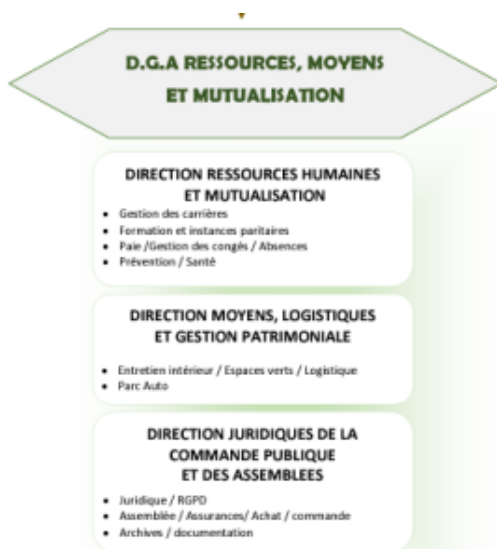 D.G.A RESSOURCES, MOYENS
ET MUTUALISATION
DIRECTION RESSOURCES HUMAINES
ET MUTUALISATION
• Gestion des carrières
• Formation et instances paritaires
• Paie /Gestion des congés / Absences
• Prévention / Santé
DIRECTION MOYENS, LOGISTIQUES
ET GESTION PATRIMONIALE
• Entretien intérieur / Espaces verts / Logistique
• Parc Auto
DIRECTION JURIDIQUES DE LA
COMMANDE PUBLIQUE
ET DES ASSEMBLEES
• Juridique / RGPD
• Assemblée / Assurances/ Achat / commande
• Archives / documentation